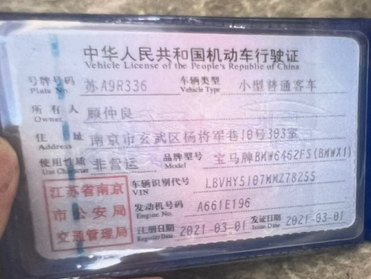 中华人民共和国机动车行驶证
Vehicle License of the People's Republic of China
号牌号码 苏A9R336 车辆类型 小型普通客车
Plate No. Vehicle Type
所有人 顾仲良
Owner
住址 南京市玄武区杨将军巷18号303室
Address
使用性质 非营运 品牌型号 宝马牌BMW6462FS(BMWX1)
Use Character Model
江苏省南京 车辆识别代号 LBVHY5107KMZ78255
VIN
市公安局 发动机号码 A661E196
Engine No.
交通管理局 注册日期 2021-03-01 发证日期 2021-03-01
Register Date Issue Date